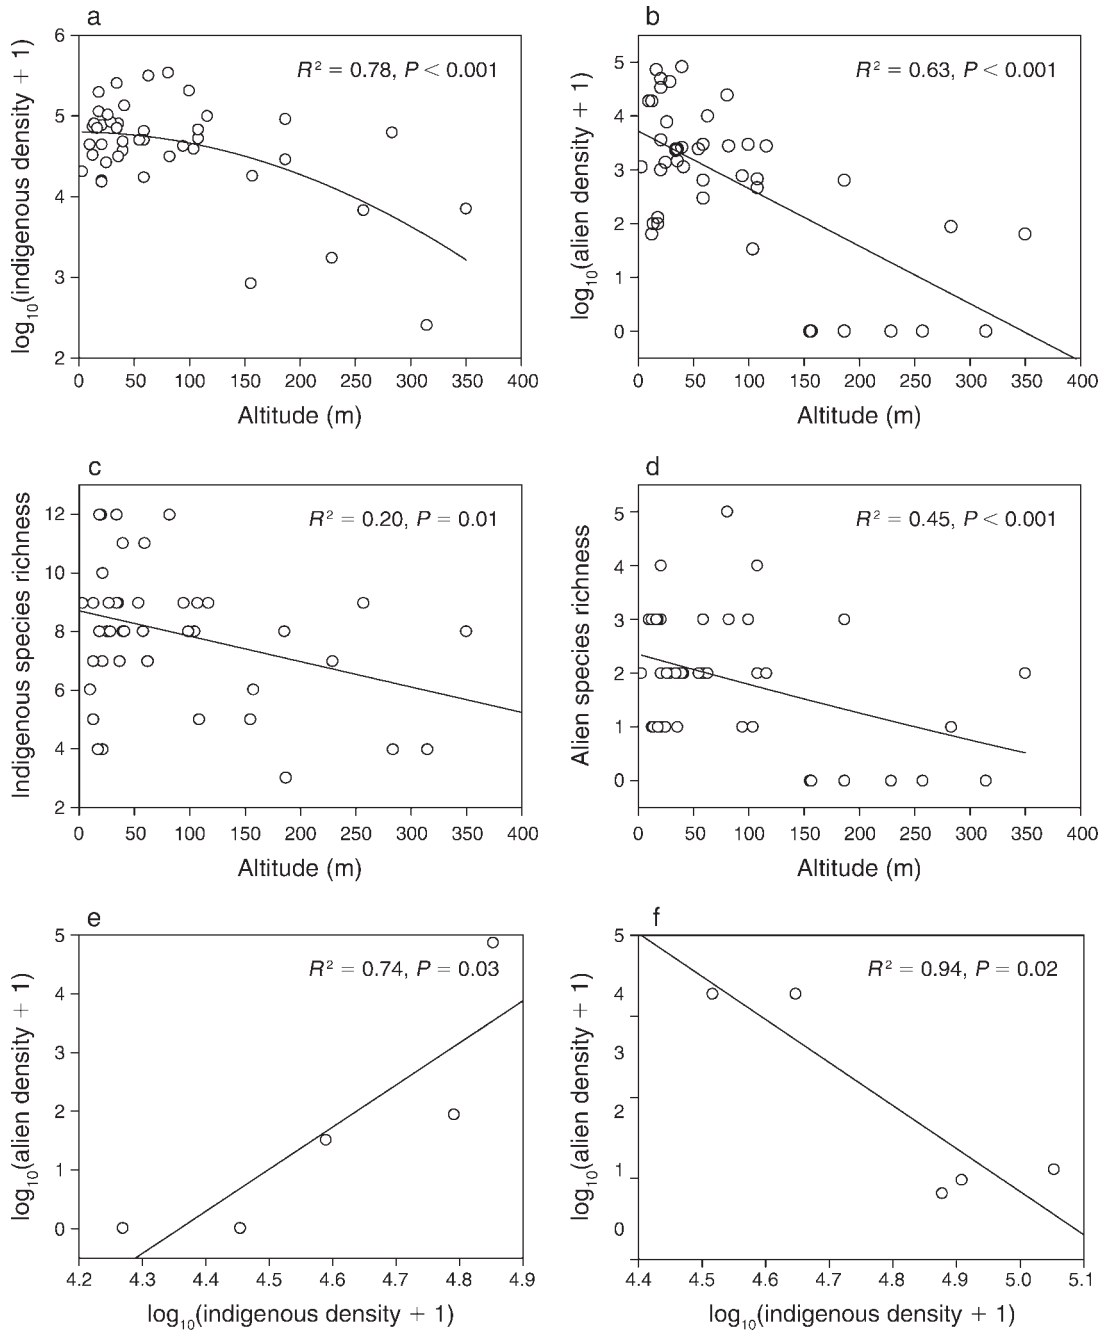 a
log₁₀(indigenous density + 1)
6
5
4
3
2
R² = 0.78, P < 0.001
0 50 100 150 200 250 300 350 400
Altitude (m)
b
log₁₀(alien density + 1)
5
4
3
2
1
0
R² = 0.63, P < 0.001
0 50 100 150 200 250 300 350 400
Altitude (m)
c
Indigenous species richness
12
10
8
6
4
2
R² = 0.20, P = 0.01
0 50 100 150 200 250 300 350 400
Altitude (m)
d
Alien species richness
5
4
3
2
1
0
R² = 0.45, P < 0.001
0 50 100 150 200 250 300 350 400
Altitude (m)
e
log₁₀(alien density + 1)
5
4
3
2
1
0
R² = 0.74, P = 0.03
4.2 4.3 4.4 4.5 4.6 4.7 4.8 4.9
log₁₀(indigenous density + 1)
f
log₁₀(alien density + 1)
5
4
3
2
1
0
R² = 0.94, P = 0.02
4.4 4.5 4.6 4.7 4.8 4.9 5.0 5.1
log₁₀(indigenous density + 1)